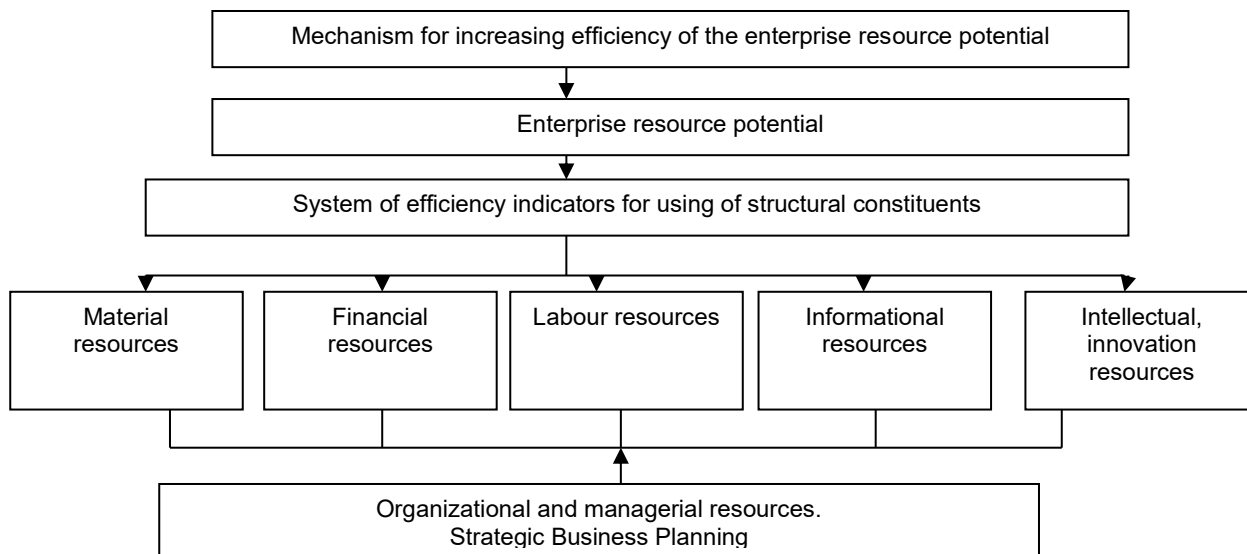 Mechanism for increasing efficiency of the enterprise resource potential
Enterprise resource potential
System of efficiency indicators for using of structural constituents
Material
resources
Financial
resources
Labour resources
Informational
resources
Intellectual,
innovation
resources
Organizational and managerial resources.
Strategic Business Planning